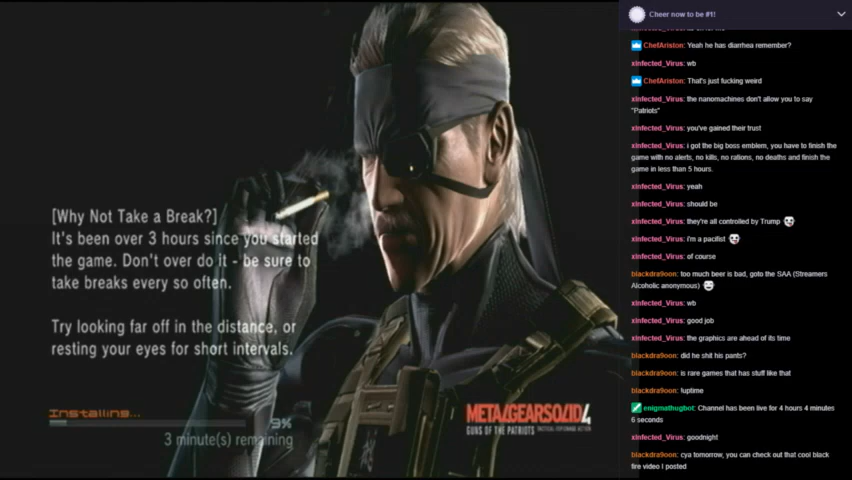 Cheer now to be #1!
ChefAriston: Yeah he has diarrhea remember?
xInfected_Virus: wb
ChefAriston: That's just fucking weird
xInfected_Virus: the nanomachines don't allow you to say
"Patriots"
xInfected_Virus: you've gained their trust
xInfected_Virus: i got the big boss emblem, you have to finish the
game with no alerts, no kills, no rations, no deaths and finish the
game in less than 5 hours.
xInfected_Virus: yeah
xInfected_Virus: should be
xInfected_Virus: they're all controlled by Trump
xInfected_Virus: i'm a pacifist
xInfected_Virus: of course
blackdra9oon: too much beer is bad, goto the SAA (Streamers
Alcoholic anonymous)
xInfected_Virus: wb
xInfected_Virus: good job
xInfected_Virus: the graphics are ahead of its time
blackdra9oon: did he shit his pants?
blackdra9oon: is rare games that has stuff like that
blackdra9oon: !uptime
enigmathugbot: Channel has been live for 4 hours 4 minutes
6 seconds
xInfected_Virus: goodnight
blackdra9oon: cya tomorrow, you can check out that cool black
fire video I posted
[Why Not Take a Break?]
It's been over 3 hours since you started
the game. Don't over do it - be sure to
take breaks every so often.
Try looking far off in the distance, or
resting your eyes for short intervals.
Installing...
9%
3 minute(s) remaining
METAL GEAR SOLID 4
GUNS OF THE PATRIOTS TACTICAL ESPIONAGE ACTION